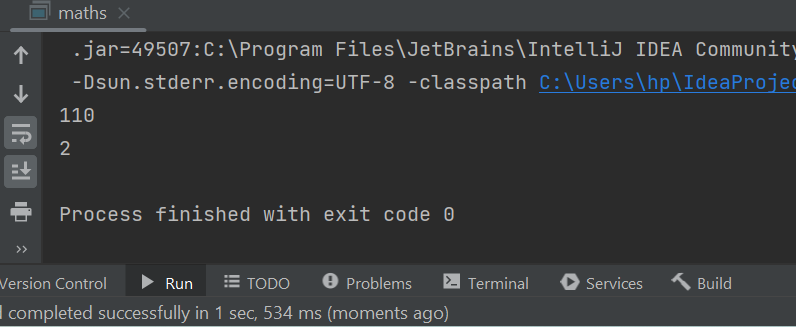 maths
.jar=49507:C:\Program Files\JetBrains\IntelliJ IDEA Community
-Dsun.stderr.encoding=UTF-8 -classpath C:\Users\hp\IdeaProjec
110
2
Process finished with exit code 0
Version Control Run TODO Problems Terminal Services Build
d completed successfully in 1 sec, 534 ms (moments ago)